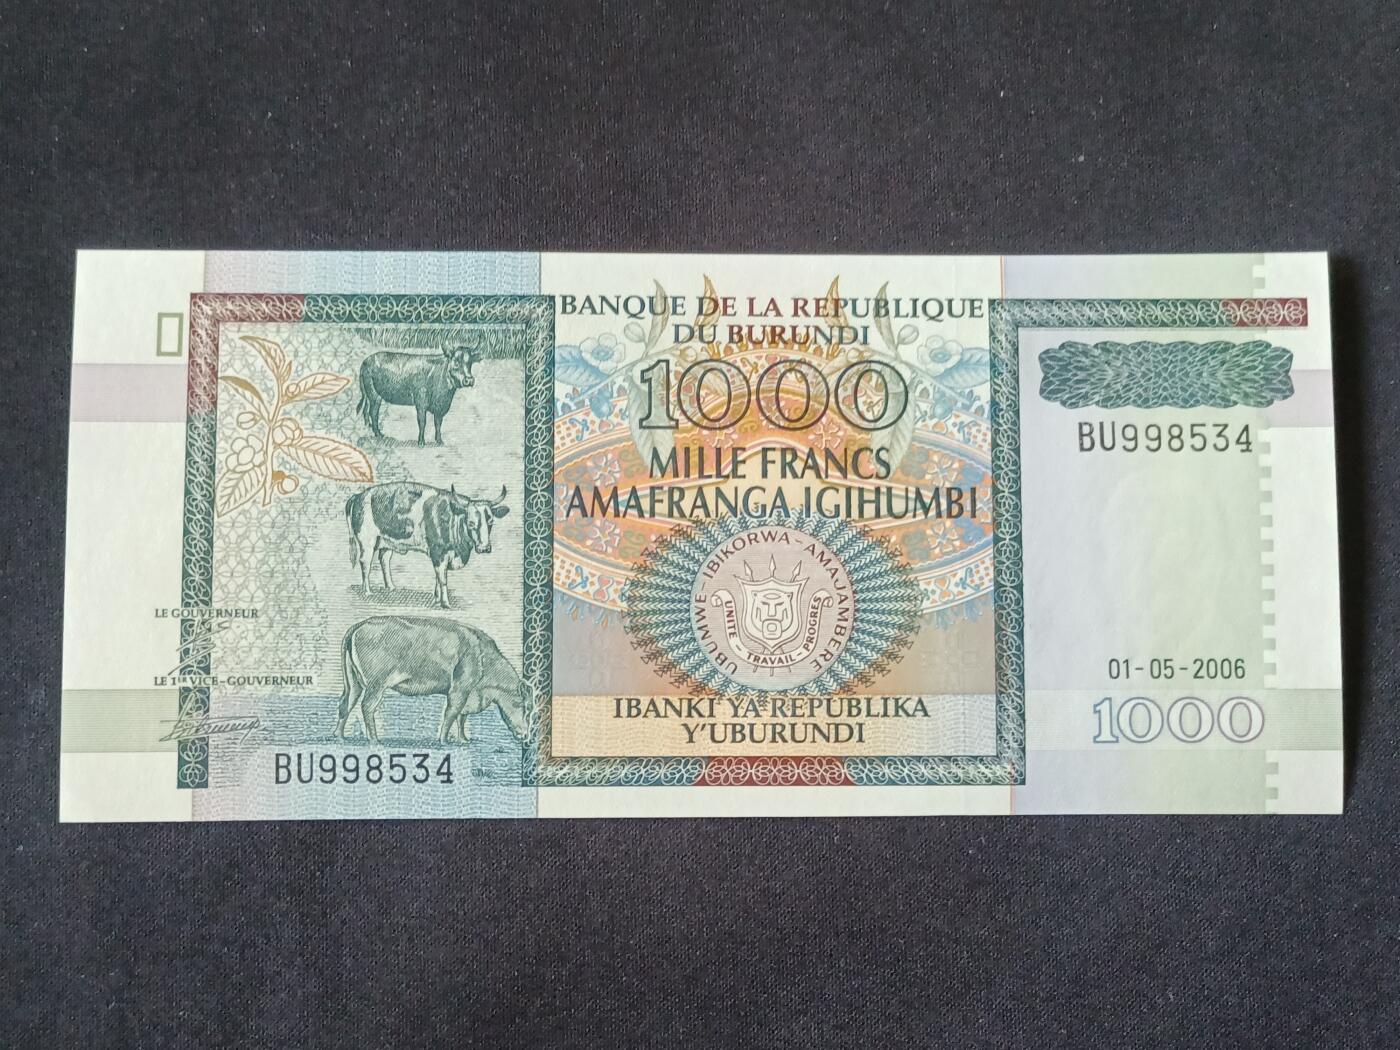 BANQUE DE LA REPUBLIQUE
DU BURUNDI
1000
MILLE FRANCS
AMAFRANGA IGIHUMBI
BU998534
UBUMWE-IBIKORWA-AMAJAMBERE
UNITE - TRAVAIL - PROGRES
LE GOUVERNEUR
LE 1ER VICE-GOUVERNEUR
01-05-2006
1000
IBANKI YA REPUBLIKA
Y'UBURUNDI
BU998534